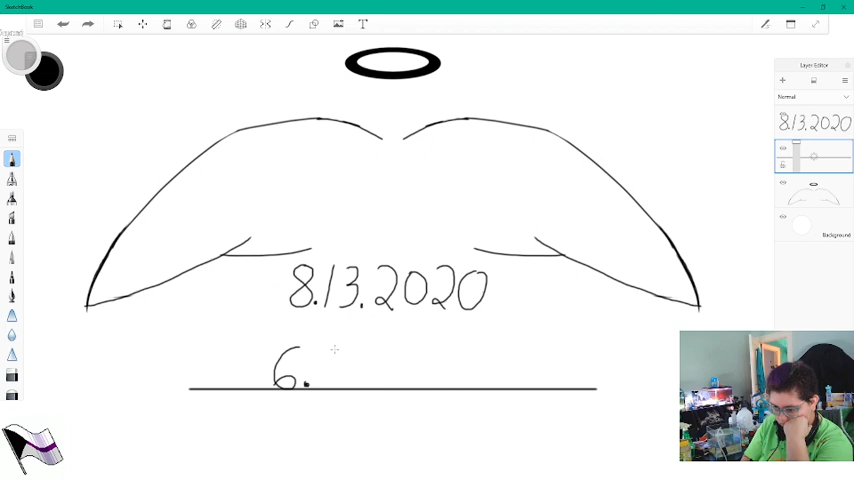 SketchBook
Layer Editor
Normal
8.13.2020
8.13.2020
6.
Background